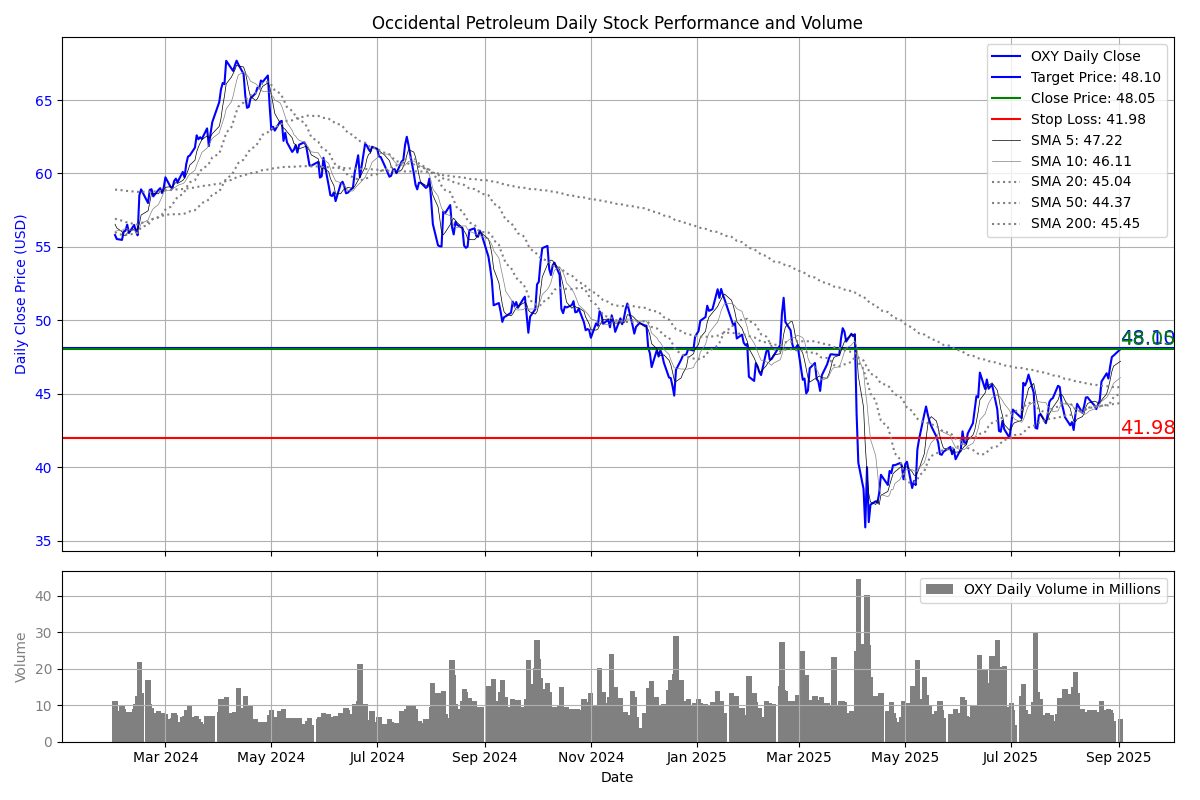 Occidental Petroleum Daily Stock Performance and Volume
OXY Daily Close
Target Price: 48.10
Close Price: 48.05
Stop Loss: 41.98
SMA 5: 47.22
SMA 10: 46.11
SMA 20: 45.04
SMA 50: 44.37
SMA 200: 45.45
Daily Close Price (USD)
65
60
55
50
45
40
35
48.10
48.05
41.98
OXY Daily Volume in Millions
Volume
40
30
20
10
0
Mar 2024 May 2024 Jul 2024 Sep 2024 Nov 2024 Jan 2025 Mar 2025 May 2025 Jul 2025 Sep 2025
Date